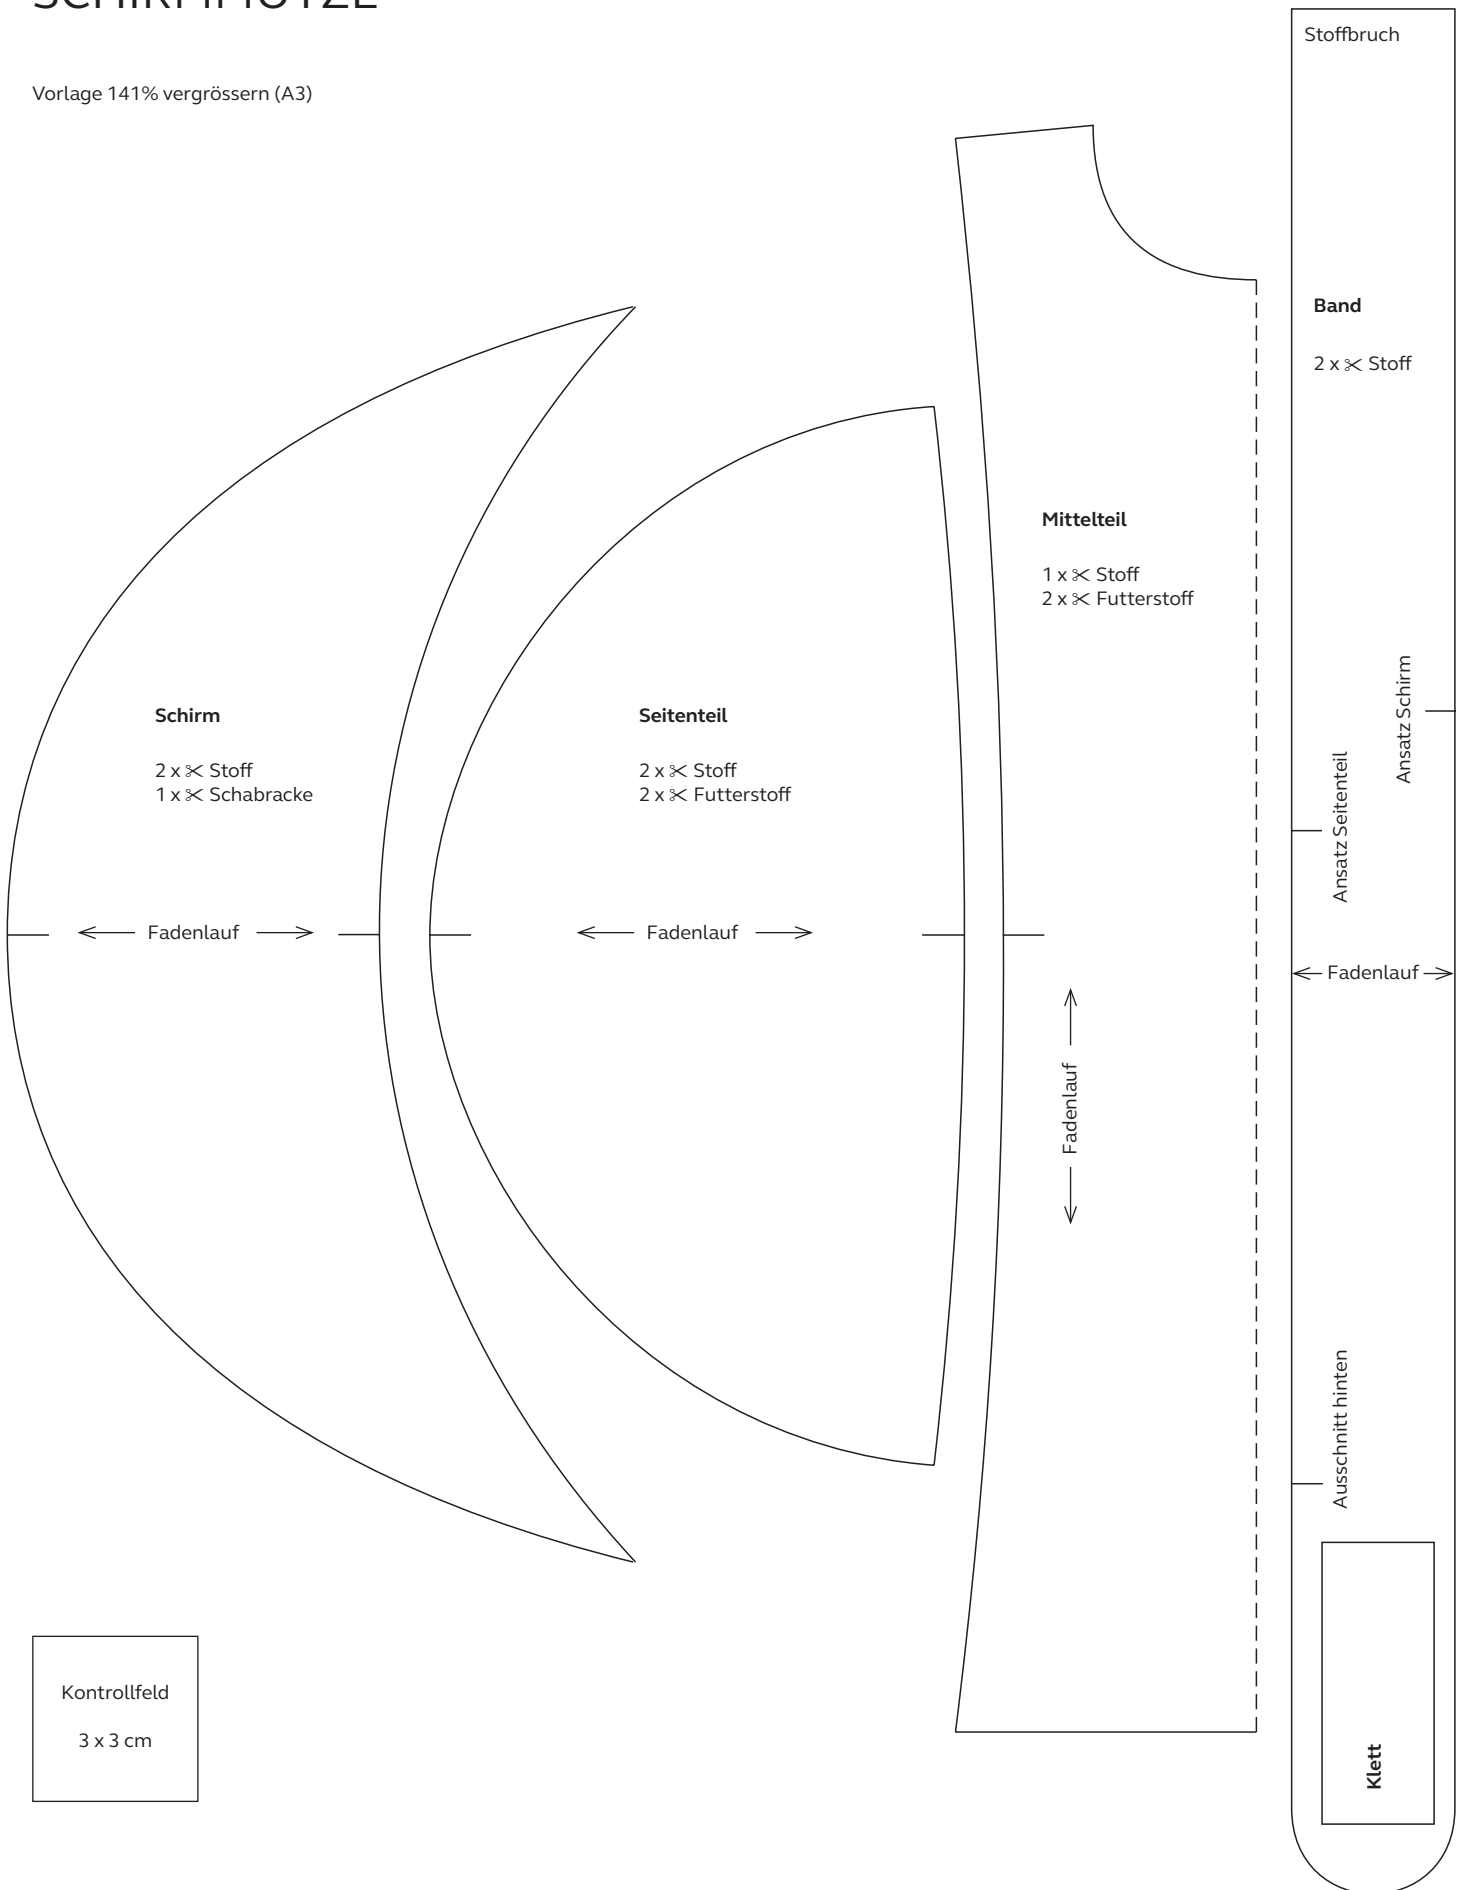 SCHIRMMÜTZE
Vorlage 141% vergrössern (A3)
Stoffbruch
Band
2 x ✂ Stoff
Mittelteil
1 x ✂ Stoff
2 x ✂ Futterstoff
Schirm
2 x ✂ Stoff
1 x ✂ Schabracke
Seitenteil
2 x ✂ Stoff
2 x ✂ Futterstoff
Ansatz Schirm
Ansatz Seitenteil
Fadenlauf
Fadenlauf
Fadenlauf
Fadenlauf
Ausschnitt hinten
Kontrollfeld
3 x 3 cm
Klett